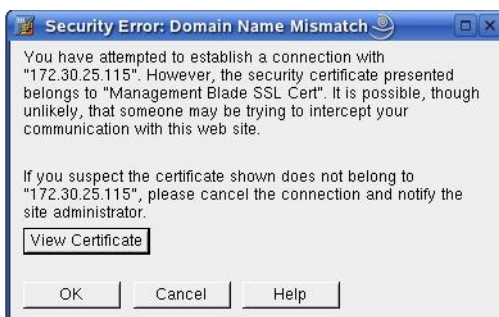 Security Error: Domain Name Mismatch
You have attempted to establish a connection with
"172.30.25.115". However, the security certificate presented
belongs to "Management Blade SSL Cert". It is possible, though
unlikely, that someone may be trying to intercept your
communication with this web site.
If you suspect the certificate shown does not belong to
"172.30.25.115", please cancel the connection and notify the
site administrator.
View Certificate
OK Cancel Help